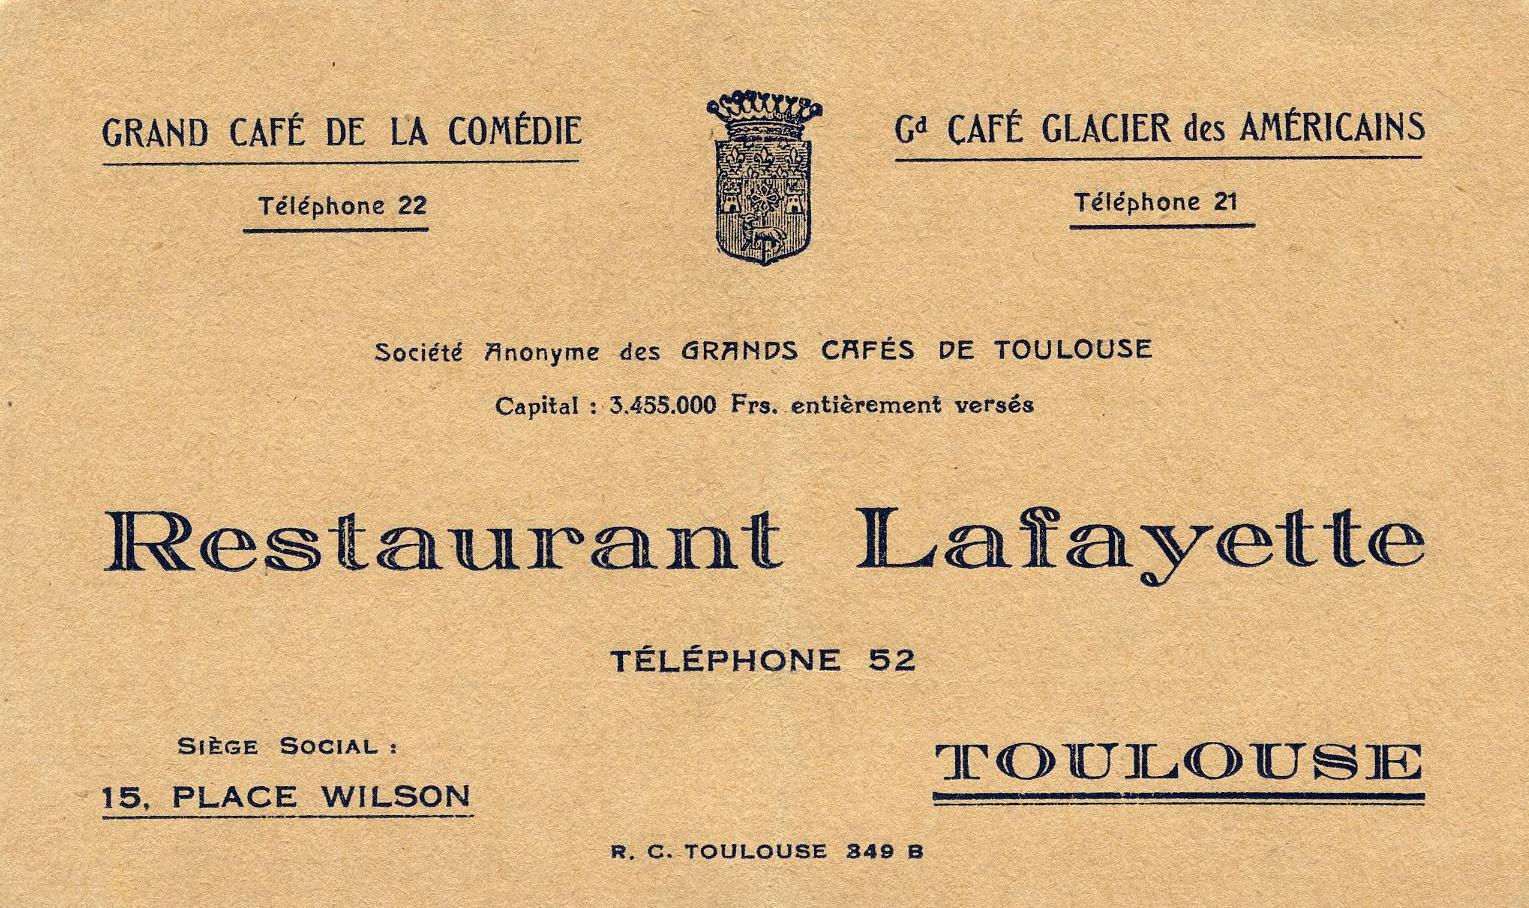 GRAND CAFÉ DE LA COMÉDIE
Téléphone 22
Gd CAFÉ GLACIER des AMÉRICAINS
Téléphone 21
Société Anonyme des GRANDS CAFÉS DE TOULOUSE
Capital : 3.455.000 Frs. entièrement versés
Restaurant Lafayette
TÉLÉPHONE 52
SIÈGE SOCIAL :
15, PLACE WILSON
TOULOUSE
R. C. TOULOUSE 349 B